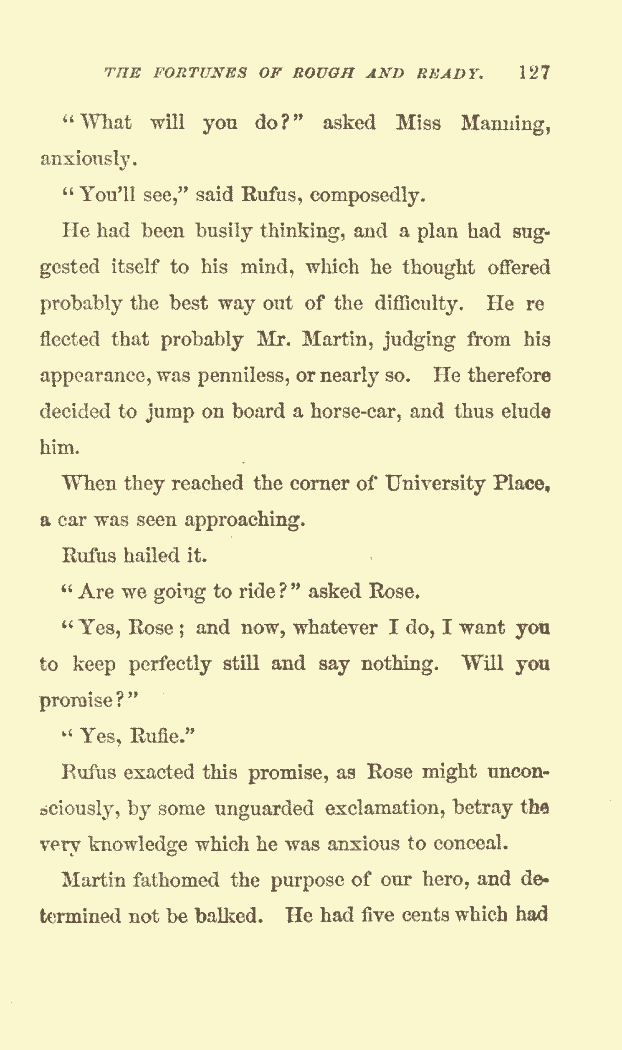 THE FORTUNES OF ROUGH AND READY. 127
“What will you do?” asked Miss Manning,
anxiously.
“You'll see,” said Rufus, composedly.
He had been busily thinking, and a plan had sug-
gested itself to his mind, which he thought offered
probably the best way out of the difficulty. He re
flected that probably Mr. Martin, judging from his
appearance, was penniless, or nearly so. He therefore
decided to jump on board a horse-car, and thus elude
him.
When they reached the corner of University Place,
a car was seen approaching.
Rufus hailed it.
“Are we going to ride?” asked Rose.
“Yes, Rose; and now, whatever I do, I want you
to keep perfectly still and say nothing. Will you
promise?”
“Yes, Rufie.”
Rufus exacted this promise, as Rose might uncon-
sciously, by some unguarded exclamation, betray the
very knowledge which he was anxious to conceal.
Martin fathomed the purpose of our hero, and de-
termined not be balked. He had five cents which had